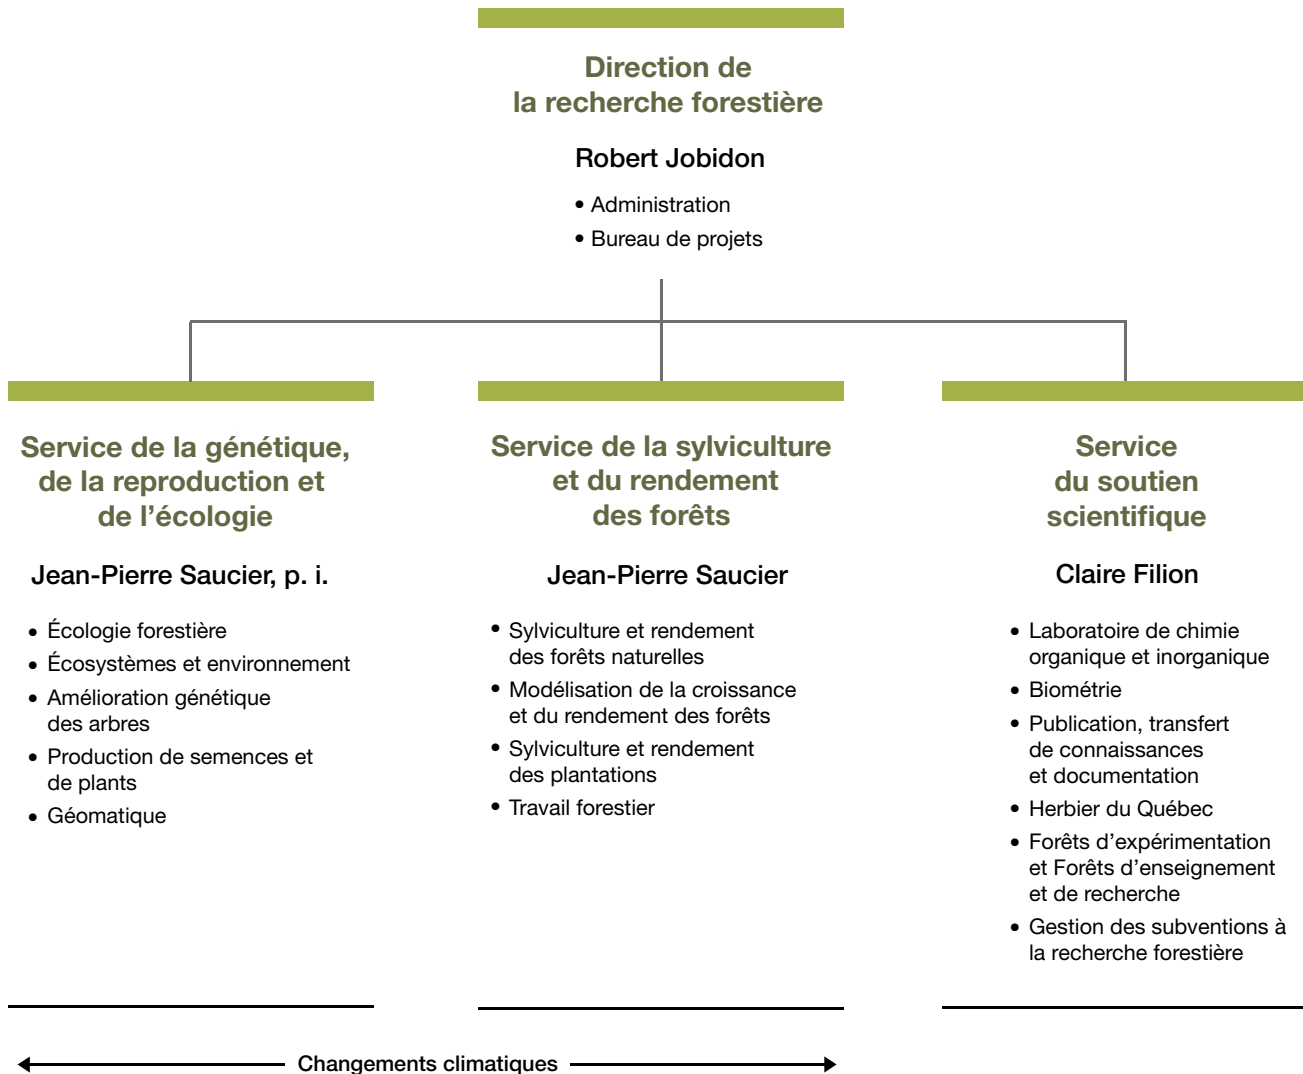 Direction de
la recherche forestière
Robert Jobidon
• Administration
• Bureau de projets
Service de la génétique,
de la reproduction et
de l’écologie
Jean-Pierre Saucier, p. i.
• Écologie forestière
• Écosystèmes et environnement
• Amélioration génétique
des arbres
• Production de semences et
de plants
• Géomatique
Service de la sylviculture
et du rendement
des forêts
Jean-Pierre Saucier
• Sylviculture et rendement
des forêts naturelles
• Modélisation de la croissance
et du rendement des forêts
• Sylviculture et rendement
des plantations
• Travail forestier
Service
du soutien
scientifique
Claire Filion
• Laboratoire de chimie
organique et inorganique
• Biométrie
• Publication, transfert
de connaissances
et documentation
• Herbier du Québec
• Forêts d’expérimentation
et Forêts d’enseignement
et de recherche
• Gestion des subventions à
la recherche forestière
Changements climatiques